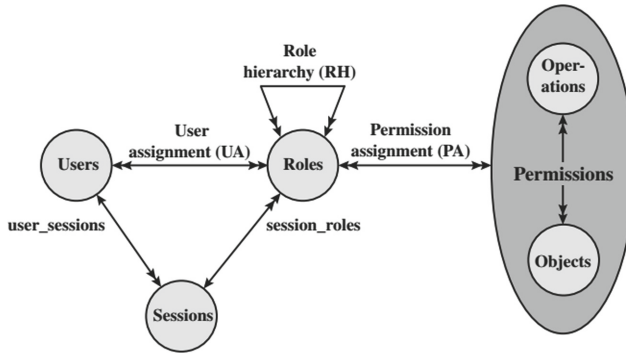 Role
hierarchy (RH)
Oper-
ations
User
assignment (UA)
Permission
assignment (PA)
Users
Roles
Permissions
user_sessions
session_roles
Objects
Sessions